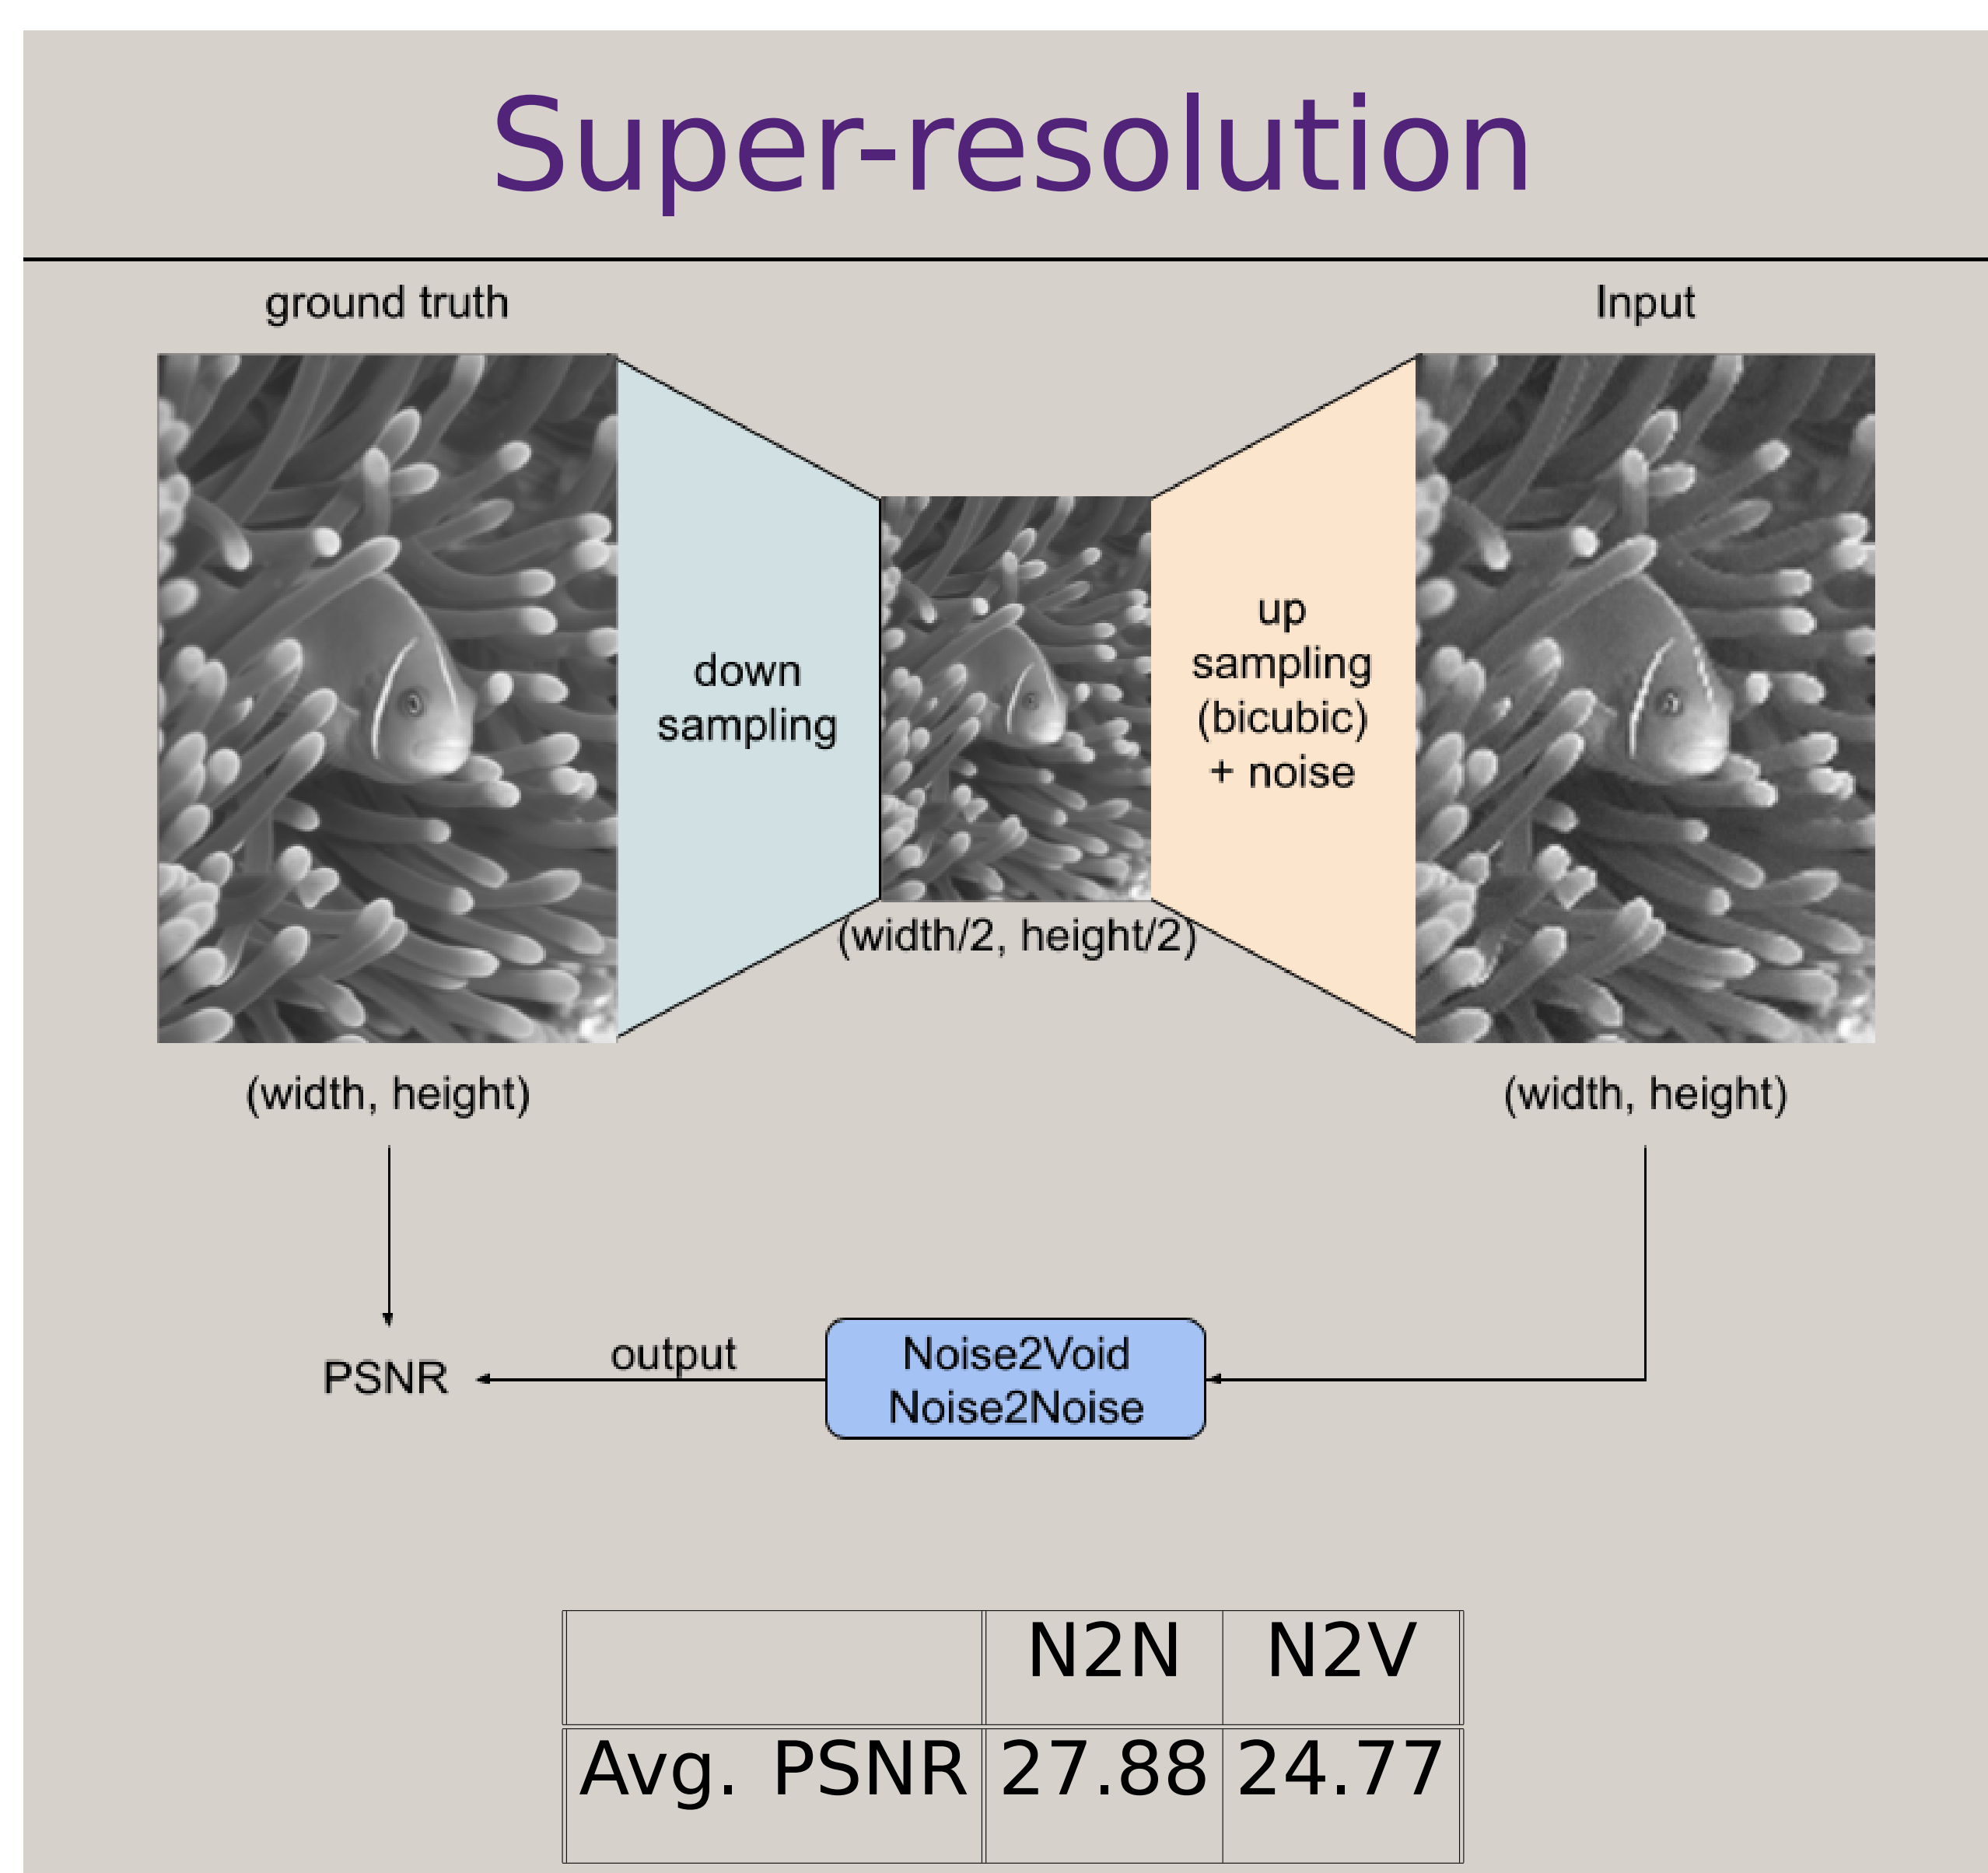 Super-resolution
ground truth
Input
down
sampling
up
sampling
(bicubic)
+ noise
(width/2, height/2)
(width, height)
(width, height)
PSNR
output
Noise2Void
Noise2Noise
N2N N2V
Avg. PSNR 27.88 24.77